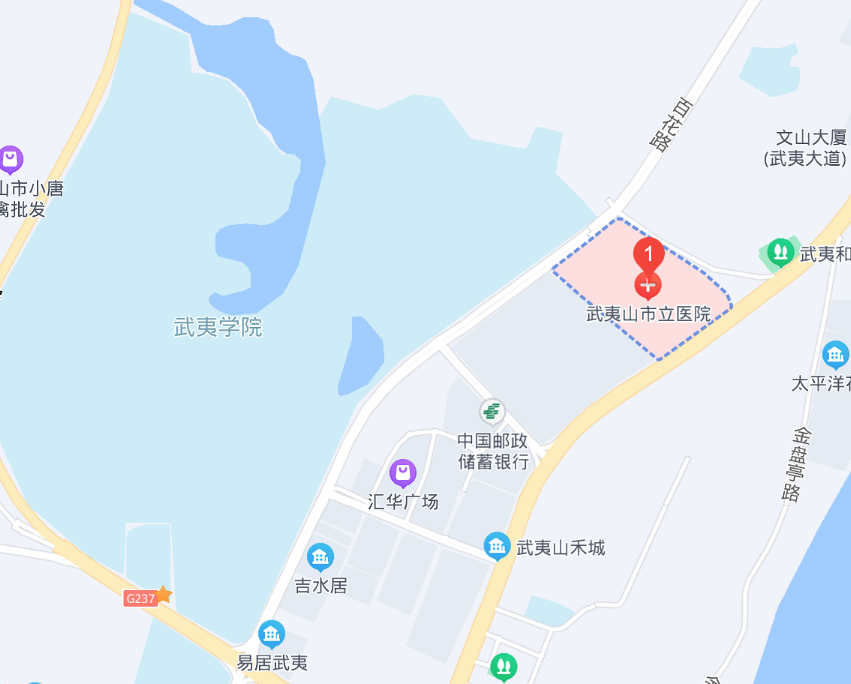 百花路
文山大厦
(武夷大道)
山市小唐
禽批发
1
武夷和
武夷山市立医院
武夷学院
太平洋花
中国邮政
储蓄银行
金盘亭路
汇华广场
武夷山禾城
吉水居
G237
易居武夷